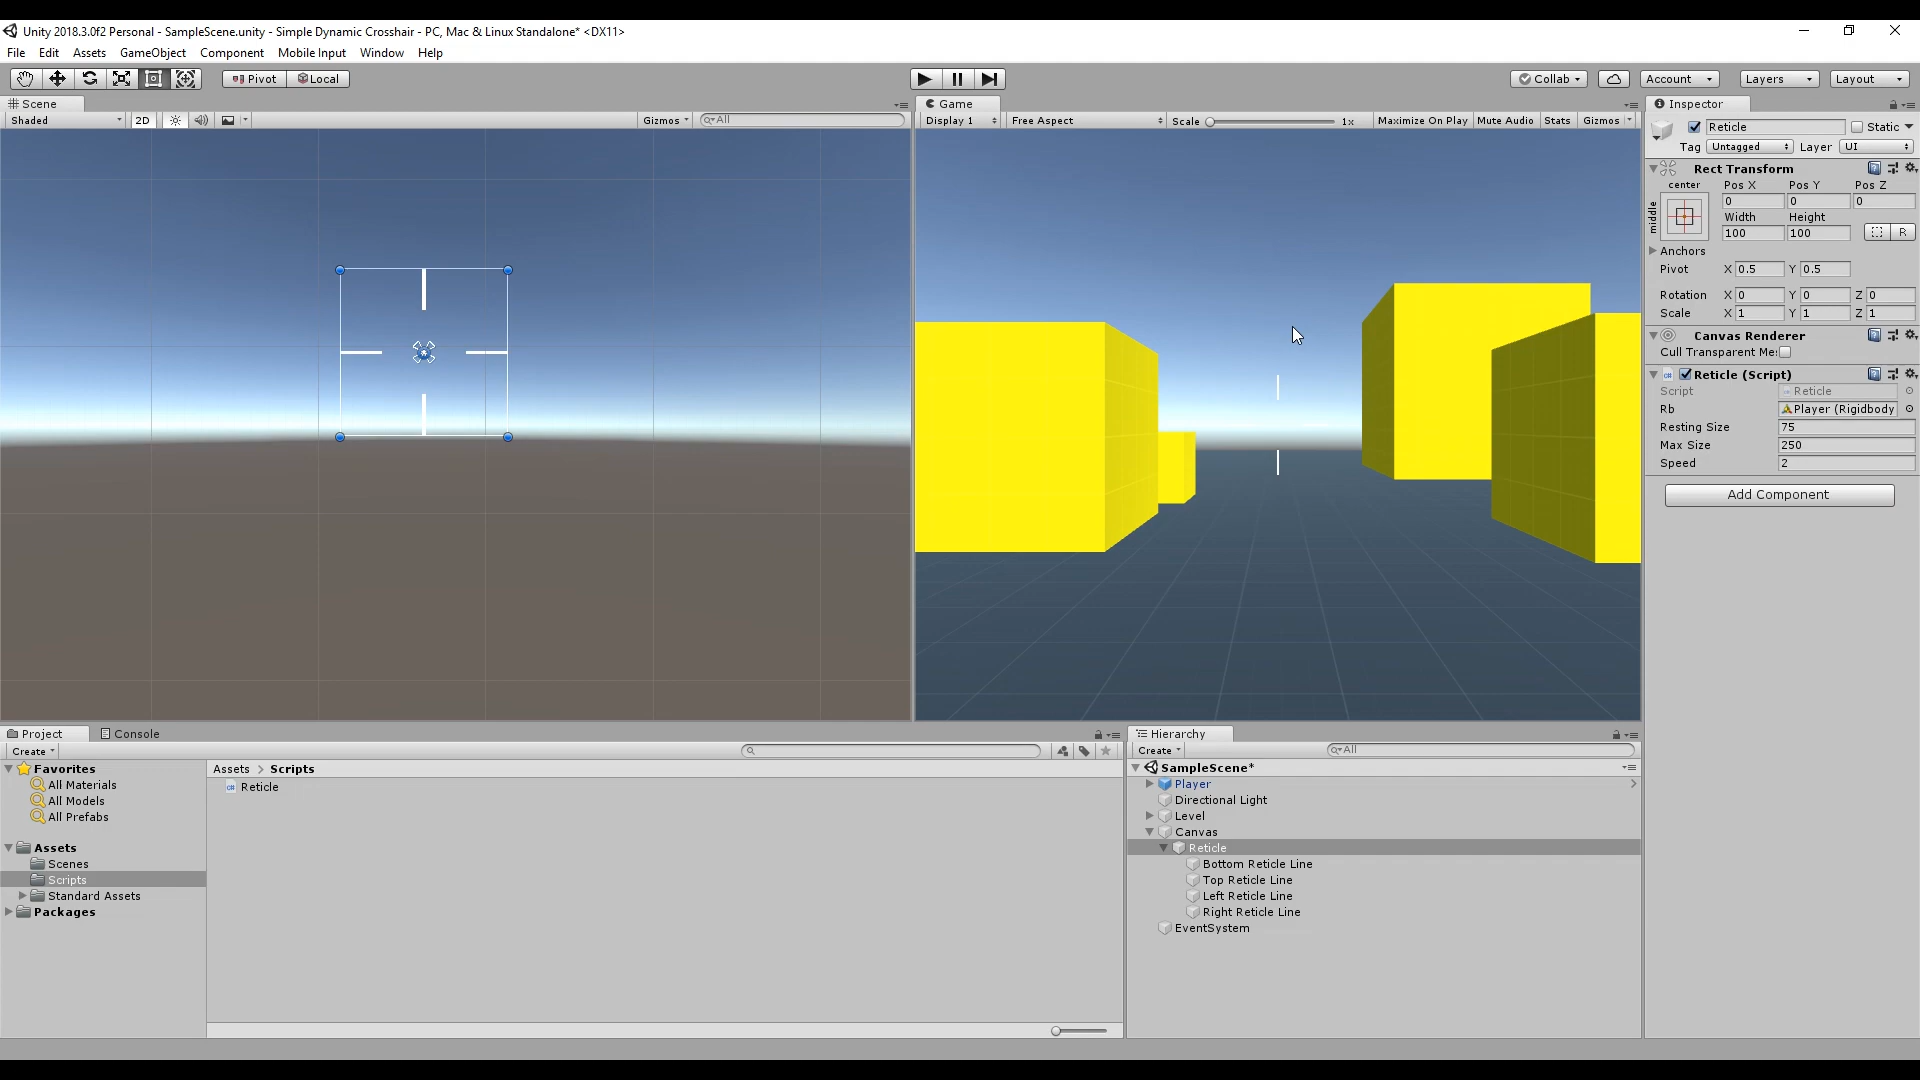 Unity 2018.3.0f2 Personal - SampleScene.unity - Simple Dynamic Crosshair - PC, Mac & Linux Standalone* <DX11>
File Edit Assets GameObject Component Mobile Input Window Help
Pivot Local Collab Account Layers Layout
Scene
Shaded 2D Gizmos All
Game
Display 1 Free Aspect Scale 1x Maximize On Play Mute Audio Stats Gizmos
Inspector
Reticle Static
Tag Untagged Layer UI
Rect Transform
center Pos X Pos Y Pos Z
middle 0 0 0
Width Height
100 100 R
Anchors
Pivot X 0.5 Y 0.5
Rotation X 0 Y 0 Z 0
Scale X 1 Y 1 Z 1
Canvas Renderer
Cull Transparent Me:
Reticle (Script)
Script Reticle
Rb Player (Rigidbody
Resting Size 75
Max Size 250
Speed 2
Add Component
Project Console
Create
Favorites
All Materials
All Models
All Prefabs
Assets
Scenes
Scripts
Standard Assets
Packages
Assets > Scripts
Reticle
Hierarchy
Create All
SampleScene*
Player
Directional Light
Level
Canvas
Reticle
Bottom Reticle Line
Top Reticle Line
Left Reticle Line
Right Reticle Line
EventSystem